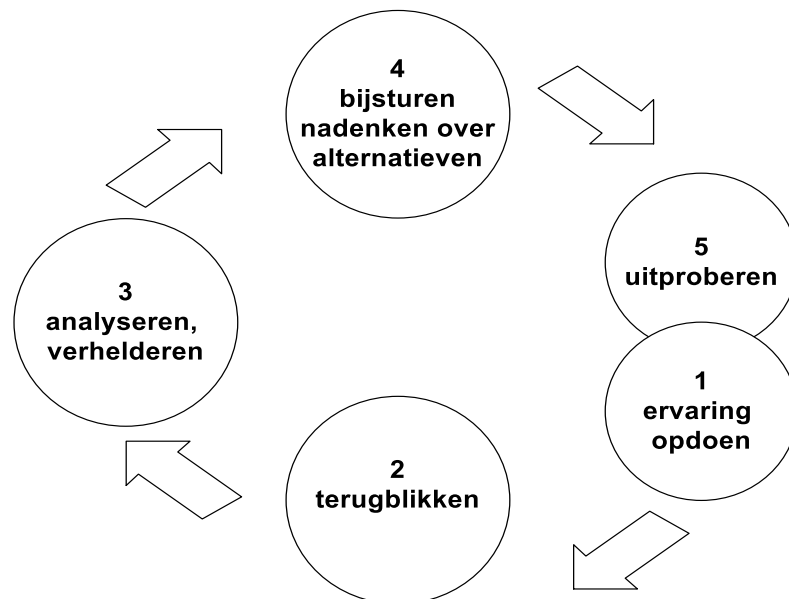 4
bijsturen
nadenken over
alternatieven
5
uitproberen
3
analyseren,
verhelderen
1
ervaring
opdoen
2
terugblikken